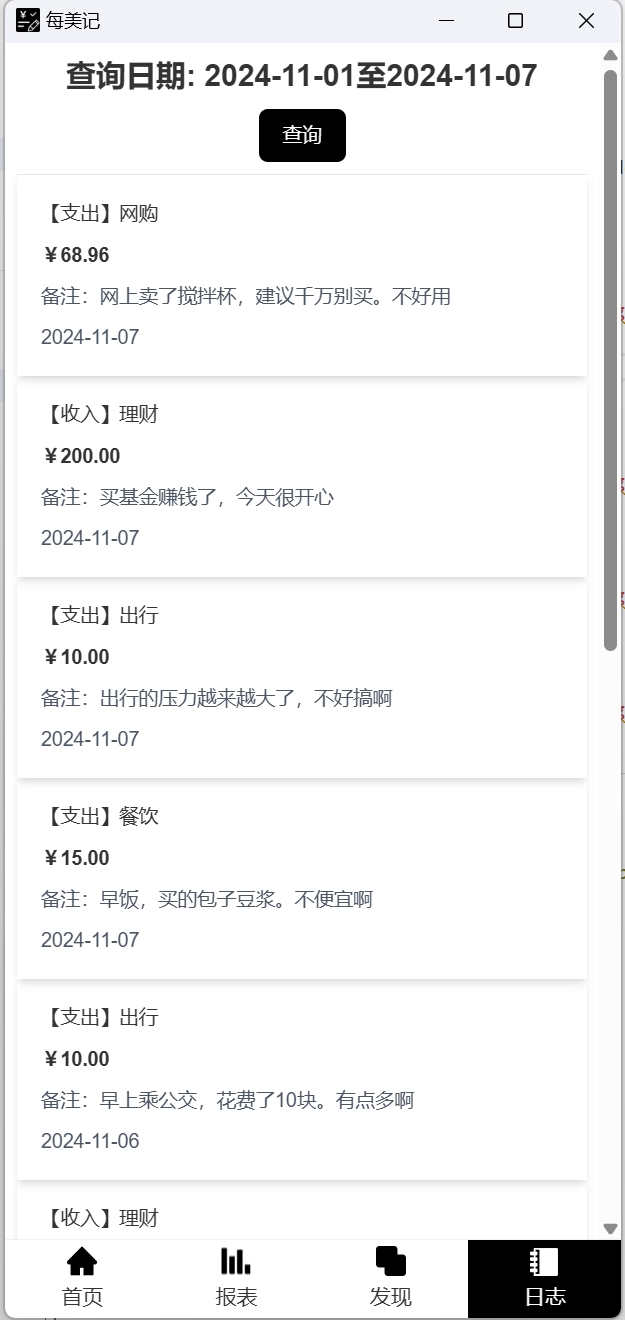 每美记
查询日期: 2024-11-01至2024-11-07
查询
【支出】网购
￥68.96
备注：网上卖了搅拌杯，建议千万别买。不好用
2024-11-07
【收入】理财
￥200.00
备注：买基金赚钱了，今天很开心
2024-11-07
【支出】出行
￥10.00
备注：出行的压力越来越大了，不好搞啊
2024-11-07
【支出】餐饮
￥15.00
备注：早饭，买的包子豆浆。不便宜啊
2024-11-07
【支出】出行
￥10.00
备注：早上乘公交，花费了10块。有点多啊
2024-11-06
【收入】理财
首页
报表
发现
日志